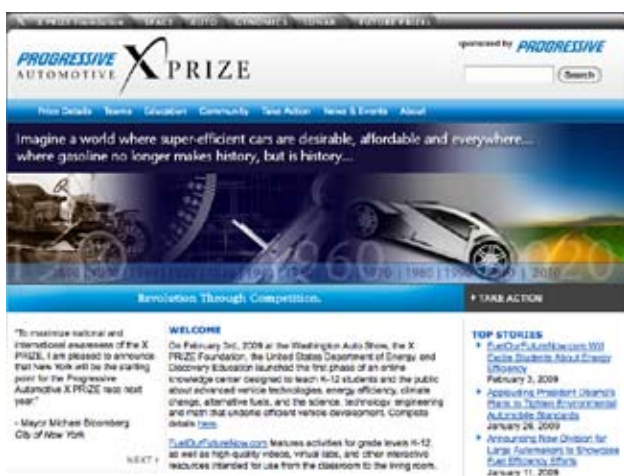 X PRIZE Foundation SPACE AUTO GENOMICS LUNAR FUTURE PRIZES
PROGRESSIVE
AUTOMOTIVE X PRIZE
sponsored by PROGRESSIVE
Search
Prize Details Teams Education Community Take Action News & Events About
Imagine a world where super-efficient cars are desirable, affordable and everywhere...
where gasoline no longer makes history, but is history...
1960 2020
1970 | 1980 | 1990 2010
Revolution Through Competition.
TAKE ACTION
"To maximize national and
international awareness of the X
PRIZE, I am pleased to announce
that New York will be the starting
point for the Progressive
Automotive X PRIZE race next
year."
- Mayor Michael Bloomberg
City of New York
NEXT
WELCOME
On February 3rd, 2009 at the Washington Auto Show, the X
PRIZE Foundation, the United States Department of Energy and
Discovery Education launched the first phase of an online
knowledge center designed to teach K-12 students and the public
about advanced vehicle technologies, energy efficiency, climate
change, alternative fuels, and the science, technology engineering
and math that underlie efficient vehicle development. Complete
details here.
FuelOurFutureNow.com features activities for grade levels K-12,
as well as high-quality videos, virtual labs, and other interactive
resources intended for use from the classroom to the living room.
TOP STORIES
FuelOurFutureNow.com Will
Excite Students About Energy
Efficiency
February 3, 2009
Applauding President Obama's
Plans to Tighten Environmental
Automobile Standards
January 26, 2009
Announcing New Division for
Large Automakers to Showcase
Fuel Efficiency Efforts
January 11, 2009